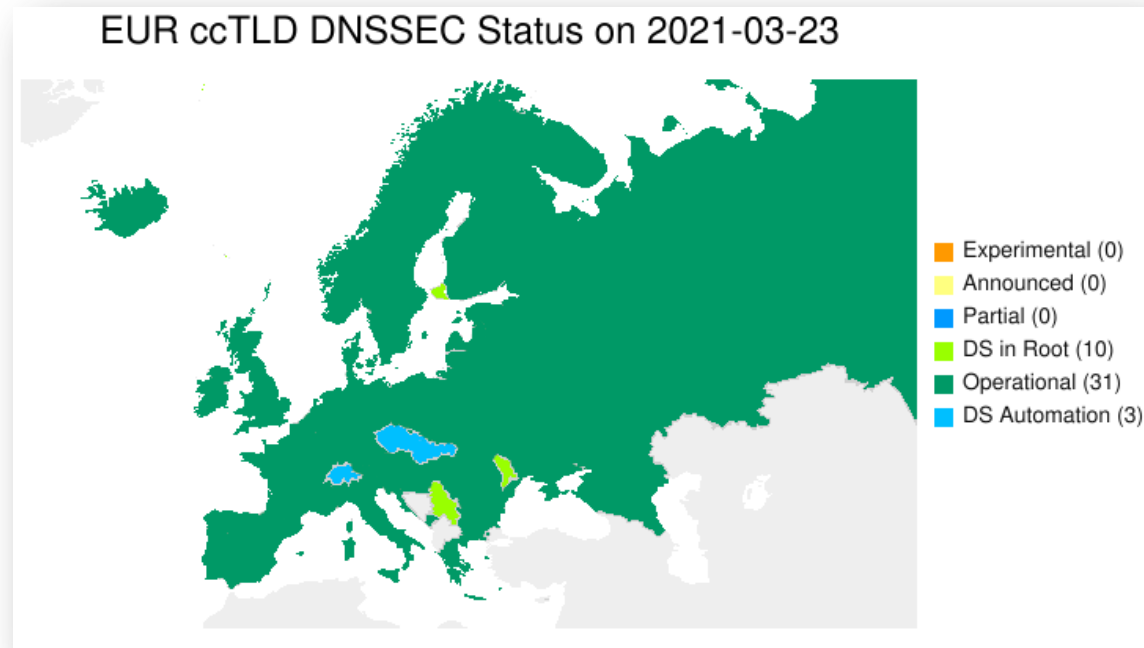 EUR ccTLD DNSSEC Status on 2021-03-23
Experimental (0)
Announced (0)
Partial (0)
DS in Root (10)
Operational (31)
DS Automation (3)